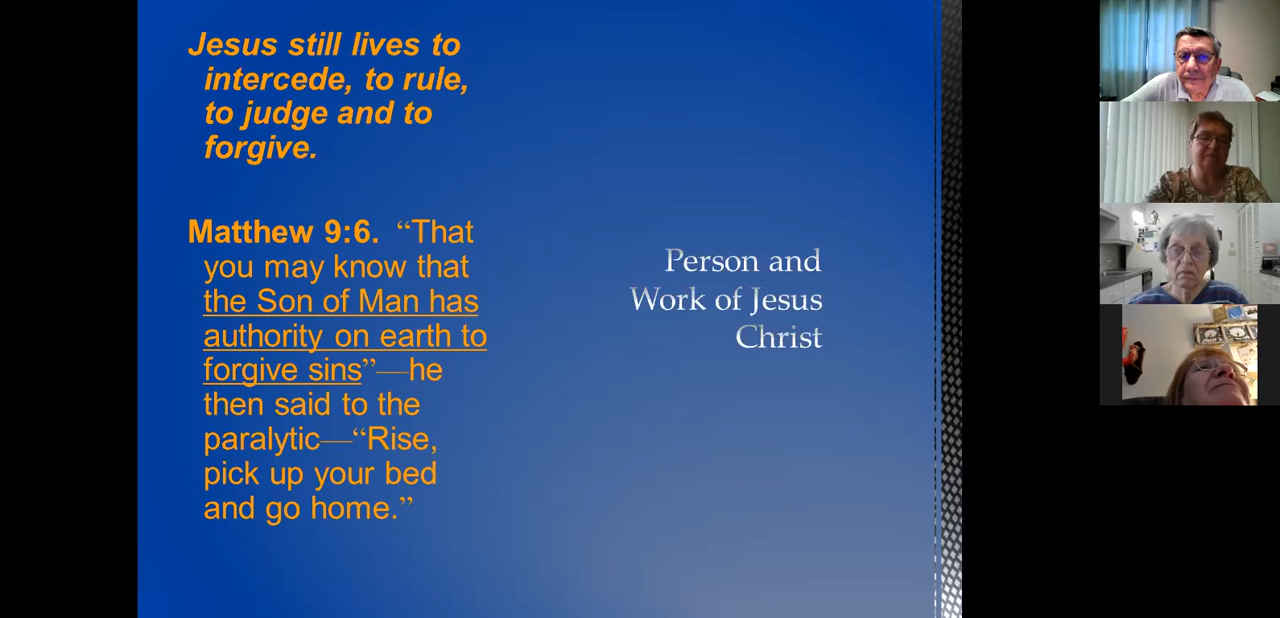 Jesus still lives to
intercede, to rule,
to judge and to
forgive.
Matthew 9:6. “That
you may know that
the Son of Man has
authority on earth to
forgive sins”—he
then said to the
paralytic—“Rise,
pick up your bed
and go home.”
Person and
Work of Jesus
Christ